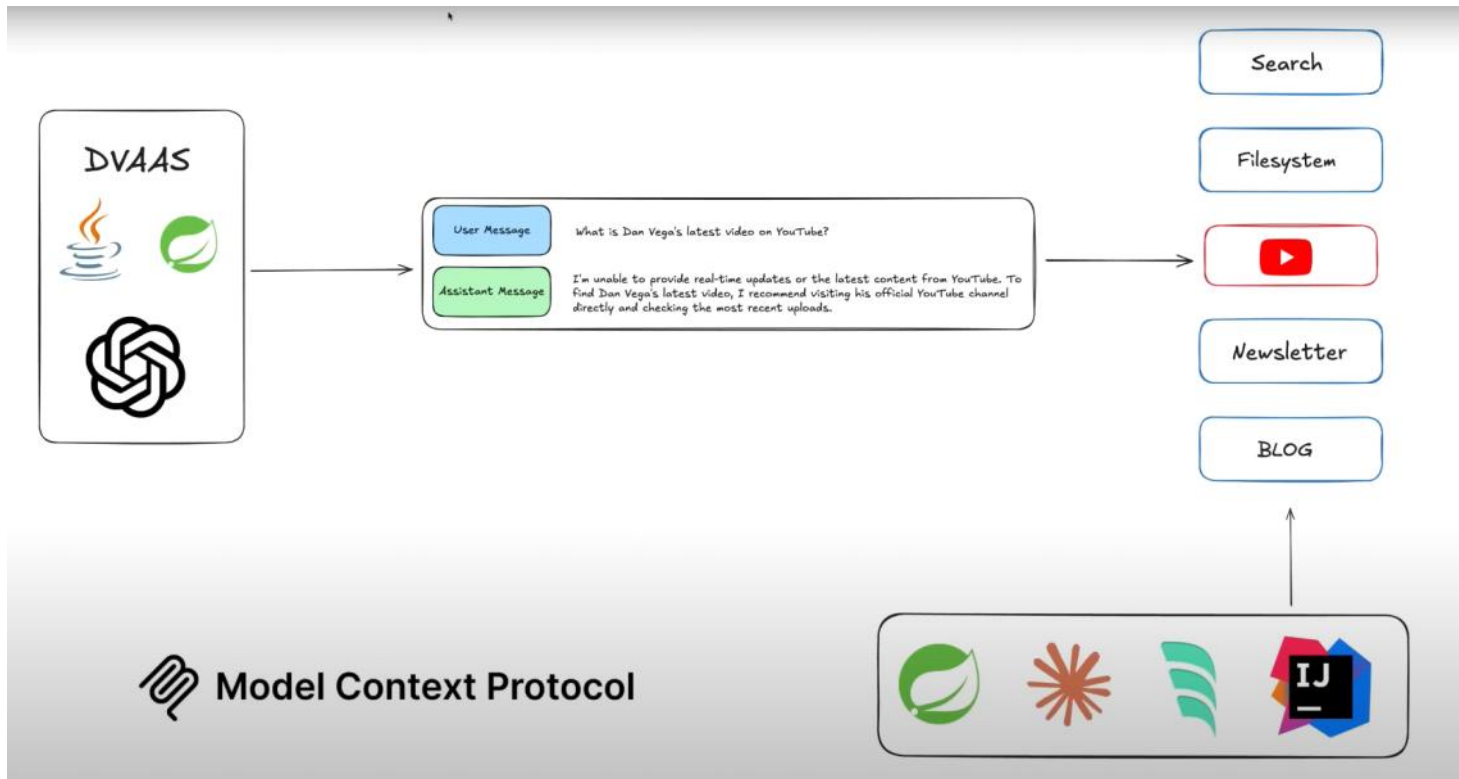 DVAAS
User Message
What is Dan Vega's latest video on YouTube?
Assistant Message
I'm unable to provide real-time updates or the latest content from YouTube. To
find Dan Vega's latest video, I recommend visiting his official YouTube channel
directly and checking the most recent uploads.
Search
Filesystem
Newsletter
BLOG
Model Context Protocol
IJ